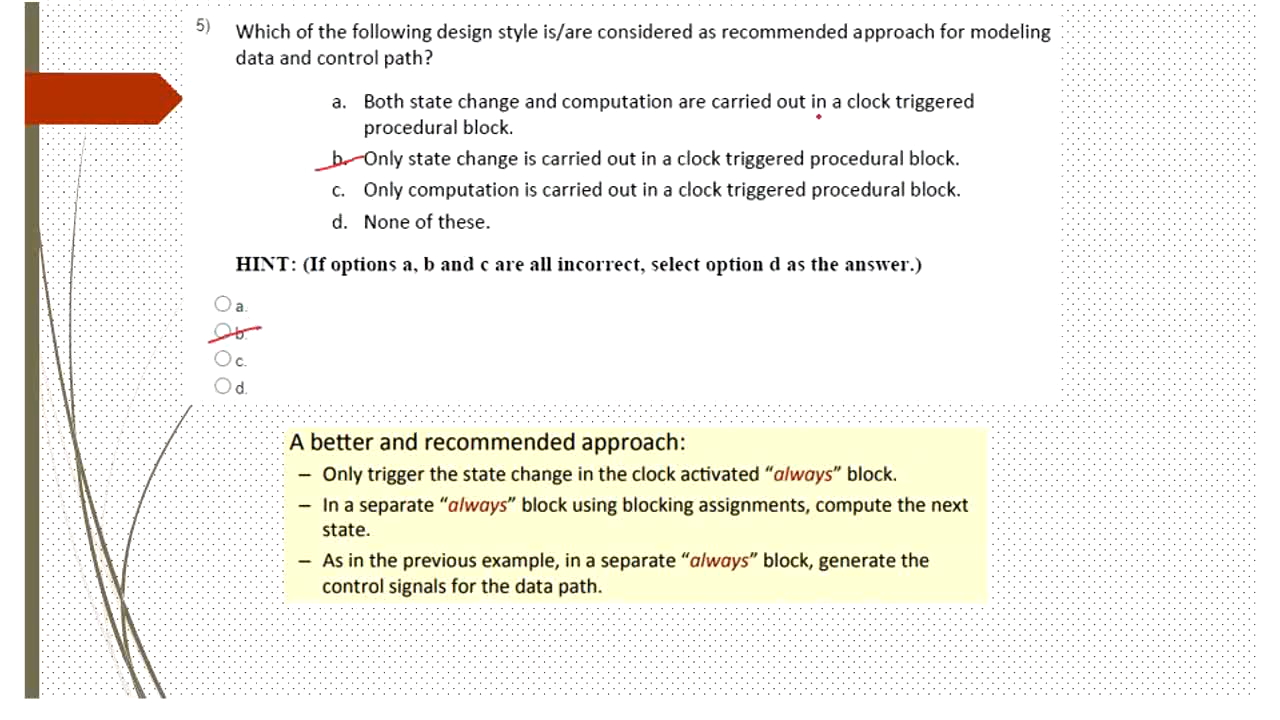 5) Which of the following design style is/are considered as recommended approach for modeling
data and control path?
a. Both state change and computation are carried out in a clock triggered
procedural block.
b. Only state change is carried out in a clock triggered procedural block.
c. Only computation is carried out in a clock triggered procedural block.
d. None of these.
HINT: (If options a, b and c are all incorrect, select option d as the answer.)
a.
b.
c.
d.
A better and recommended approach:
– Only trigger the state change in the clock activated “always” block.
– In a separate “always” block using blocking assignments, compute the next
state.
– As in the previous example, in a separate “always” block, generate the
control signals for the data path.